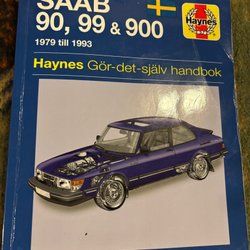 SAAB
90, 99 & 900
1979 till 1993
Haynes
Haynes Gör-det-själv handbok